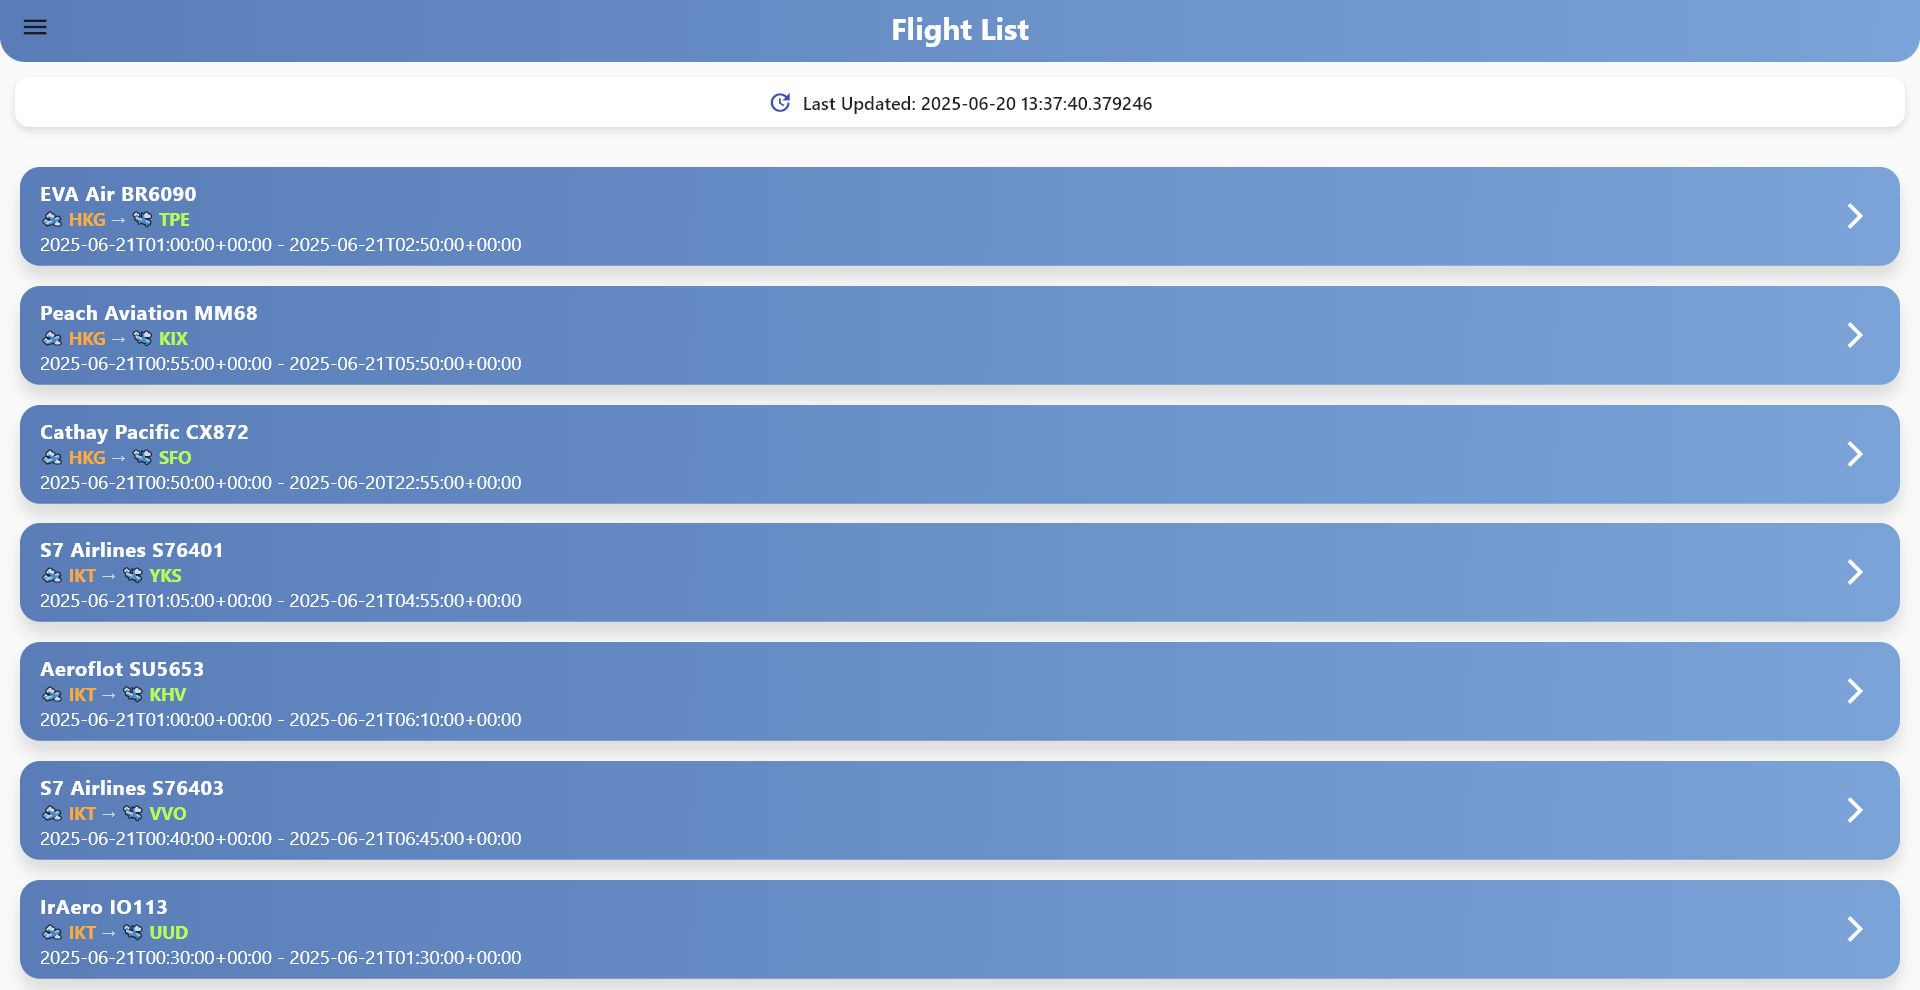 Flight List
Last Updated: 2025-06-20 13:37:40.379246
EVA Air BR6090
HKG → TPE
2025-06-21T01:00:00+00:00 - 2025-06-21T02:50:00+00:00
Peach Aviation MM68
HKG → KIX
2025-06-21T00:55:00+00:00 - 2025-06-21T05:50:00+00:00
Cathay Pacific CX872
HKG → SFO
2025-06-21T00:50:00+00:00 - 2025-06-20T22:55:00+00:00
S7 Airlines S76401
IKT → YKS
2025-06-21T01:05:00+00:00 - 2025-06-21T04:55:00+00:00
Aeroflot SU5653
IKT → KHV
2025-06-21T01:00:00+00:00 - 2025-06-21T06:10:00+00:00
S7 Airlines S76403
IKT → VVO
2025-06-21T00:40:00+00:00 - 2025-06-21T06:45:00+00:00
IrAero IO113
IKT → UUD
2025-06-21T00:30:00+00:00 - 2025-06-21T01:30:00+00:00